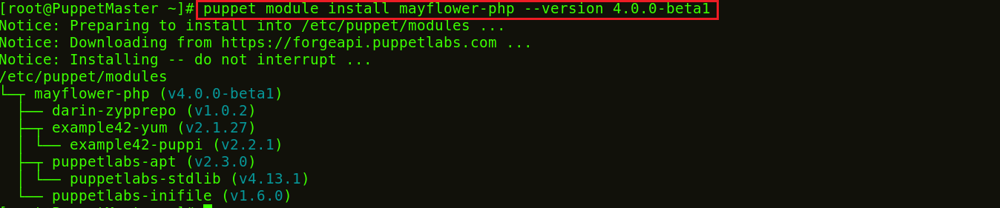 [root@PuppetMaster ~]# puppet module install mayflower-php --version 4.0.0-beta1
Notice: Preparing to install into /etc/puppet/modules ...
Notice: Downloading from https://forgeapi.puppetlabs.com ...
Notice: Installing -- do not interrupt ...
/etc/puppet/modules
└─┬ mayflower-php (v4.0.0-beta1)
  ├── darin-zypprepo (v1.0.2)
  ├─┬ example42-yum (v2.1.27)
  │ └── example42-puppi (v2.2.1)
  ├─┬ puppetlabs-apt (v2.3.0)
  │ └── puppetlabs-stdlib (v4.13.1)
  └── puppetlabs-inifile (v1.6.0)